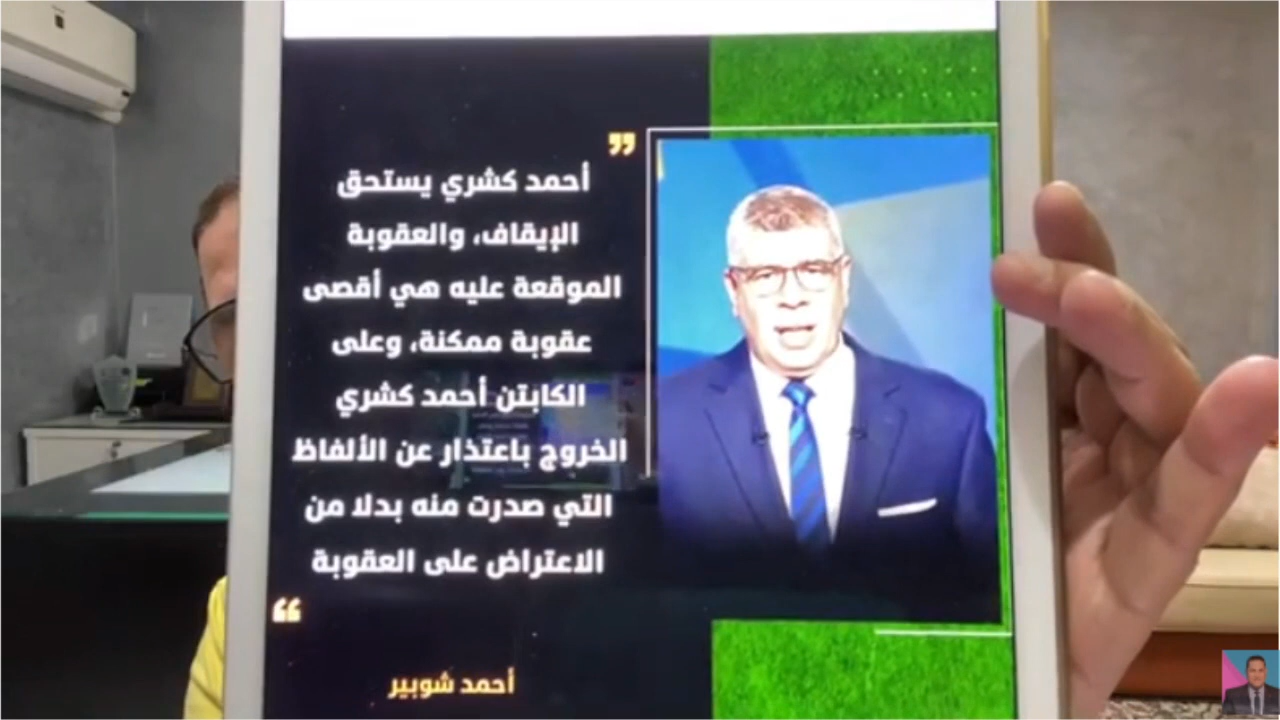 أحمد كشري يستحق
الإيقاف، والعقوبة
الموقعة عليه هي أقصى
عقوبة ممكنة، وعلى
الكابتن أحمد كشري
الخروج باعتذار عن الألفاظ
التي صدرت منه بدلا من
الاعتراض على العقوبة
أحمد شوبير